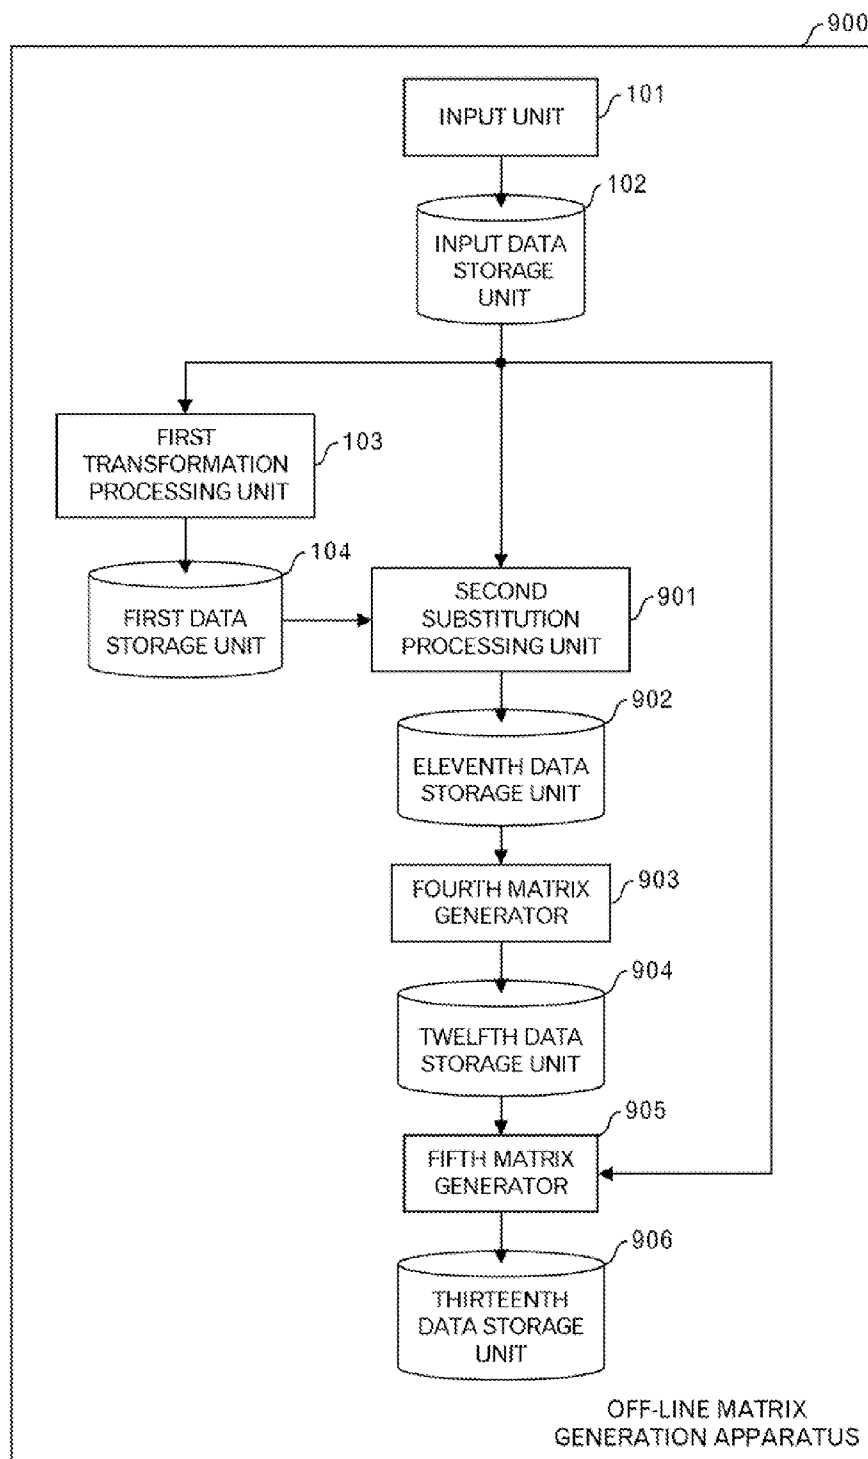 900
101
INPUT UNIT
102
INPUT DATA
STORAGE
UNIT
FIRST
TRANSFORMATION
PROCESSING UNIT
103
104
FIRST DATA
STORAGE UNIT
SECOND
SUBSTITUTION
PROCESSING UNIT
901
902
ELEVENTH DATA
STORAGE UNIT
FOURTH MATRIX
GENERATOR
903
904
TWELFTH DATA
STORAGE UNIT
905
FIFTH MATRIX
GENERATOR
906
THIRTEENTH
DATA STORAGE
UNIT
OFF-LINE MATRIX
GENERATION APPARATUS